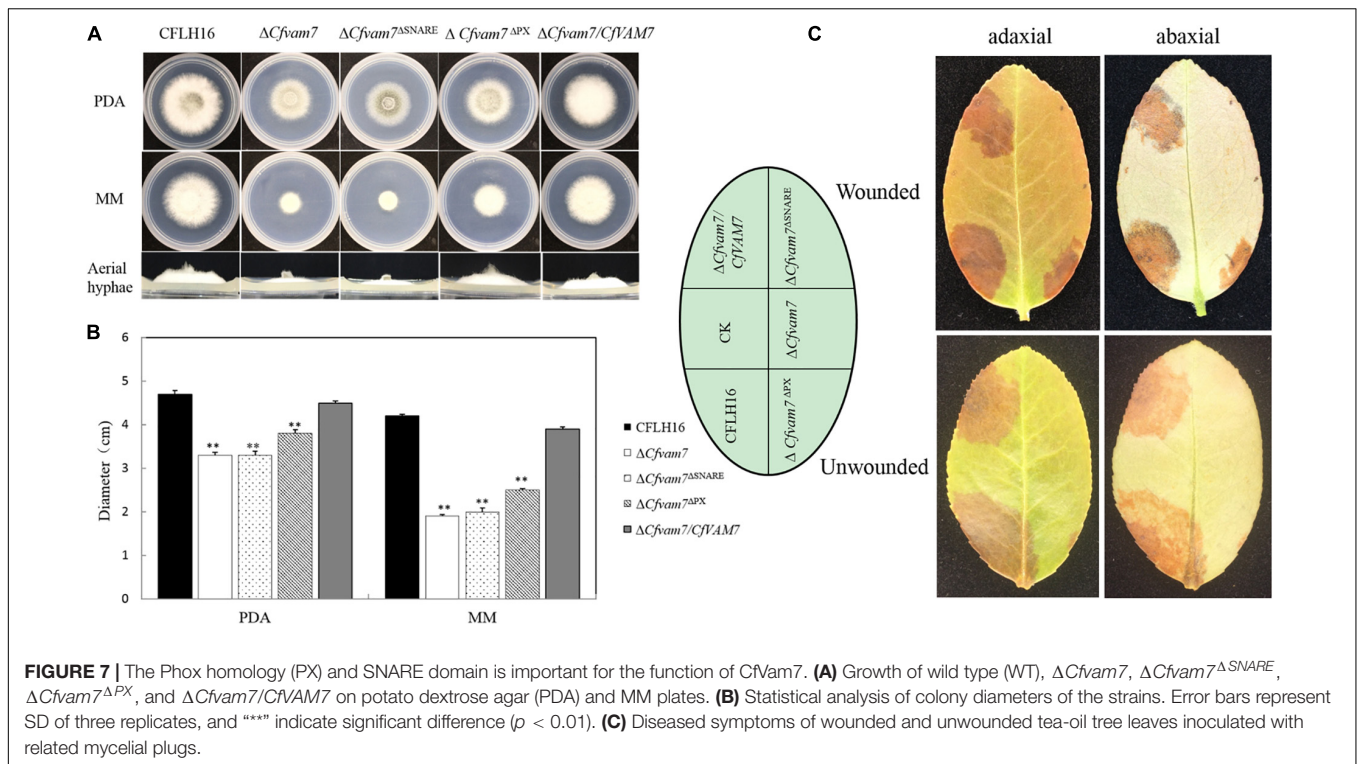 A
CFLH16 ΔCfvam7 ΔCfvam7ΔSNARE Δ Cfvam7 ΔPX ΔCfvam7/CfVAM7
PDA
MM
Aerial
hyphae
B
6
5
4
3
2
1
0
Diameter (cm)
** ** **
** ** **
PDA MM
CFLH16
ΔCfvam7
ΔCfvam7ΔSNARE
ΔCfvam7ΔPX
ΔCfvam7/CfVAM7
C
adaxial abaxial
Wounded
Unwounded
ΔCfvam7/
CfVAM7
ΔCfvam7ΔSNARE
CK
ΔCfvam7
CFLH16
Δ Cfvam7 ΔPX
FIGURE 7 | The Phox homology (PX) and SNARE domain is important for the function of CfVam7. (A) Growth of wild type (WT), ΔCfvam7, ΔCfvam7ΔSNARE,
ΔCfvam7ΔPX, and ΔCfvam7/CfVAM7 on potato dextrose agar (PDA) and MM plates. (B) Statistical analysis of colony diameters of the strains. Error bars represent
SD of three replicates, and “**” indicate significant difference (p < 0.01). (C) Diseased symptoms of wounded and unwounded tea-oil tree leaves inoculated with
related mycelial plugs.